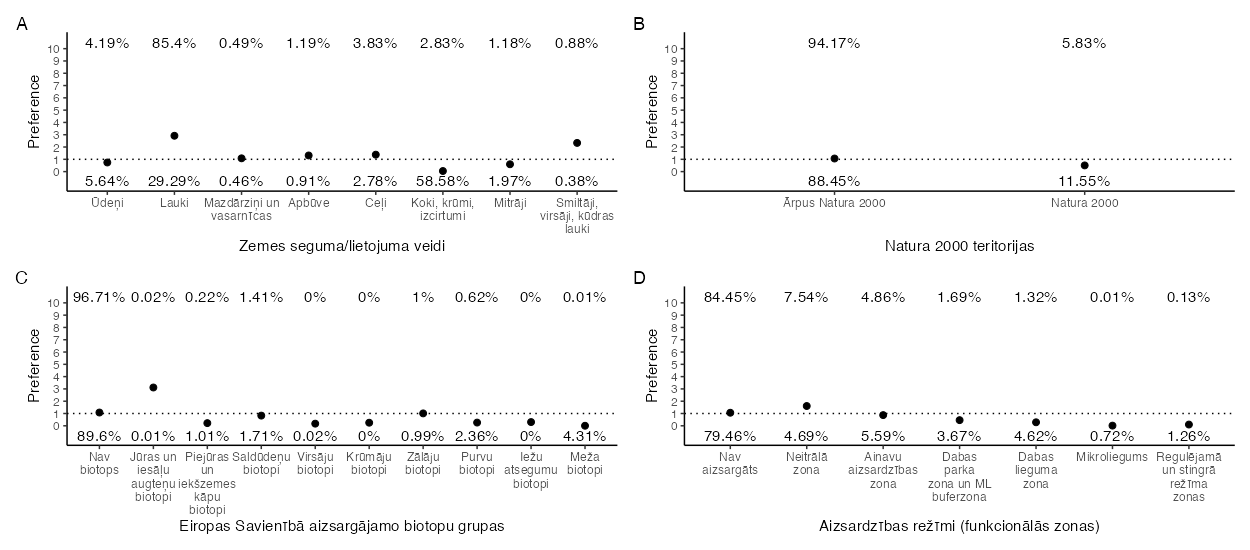 A
4.19% 85.4% 0.49% 1.19% 3.83% 2.83% 1.18% 0.88%
10
9
8
7
6
5
4
3
2
1
0
Preference
5.64% 29.29% 0.46% 0.91% 2.78% 58.58% 1.97% 0.38%
Ūdeņi Lauki Mazdārziņi un Apbūve Ceļi Koki, krūmi, Mitrāji Smiltāji,
vasarnīcas izcirtumi virsāji, kūdras
lauki
Zemes seguma/lietojuma veidi
B
94.17% 5.83%
10
9
8
7
6
5
4
3
2
1
0
Preference
88.45% 11.55%
Ārpus Natura 2000 Natura 2000
Natura 2000 teritorijas
C
96.71% 0.02% 0.22% 1.41% 0% 0% 1% 0.62% 0% 0.01%
10
9
8
7
6
5
4
3
2
1
0
Preference
89.6% 0.01% 1.01% 1.71% 0.02% 0% 0.99% 2.36% 0% 4.31%
Nav Jūras un Piejūras Saldūdeņu Virsāju Krūmāju Zālāju Purvu Iežu Meža
biotops iesāļu un biotopi biotopi biotopi biotopi biotopi atsegumu biotopi
augteņu iekšzemes biotopi
biotopi kāpu
biotopi
Eiropas Savienībā aizsargājamo biotopu grupas
D
84.45% 7.54% 4.86% 1.69% 1.32% 0.01% 0.13%
10
9
8
7
6
5
4
3
2
1
0
Preference
79.46% 4.69% 5.59% 3.67% 4.62% 0.72% 1.26%
Nav Neitrālā Ainavu Dabas Dabas Mikroliegums Regulējamā
aizsargāts zona aizsardzības parka lieguma un stingrā
zona zona un ML zona režīma
buferzona zonas
Aizsardzības režīmi (funkcionālās zonas)